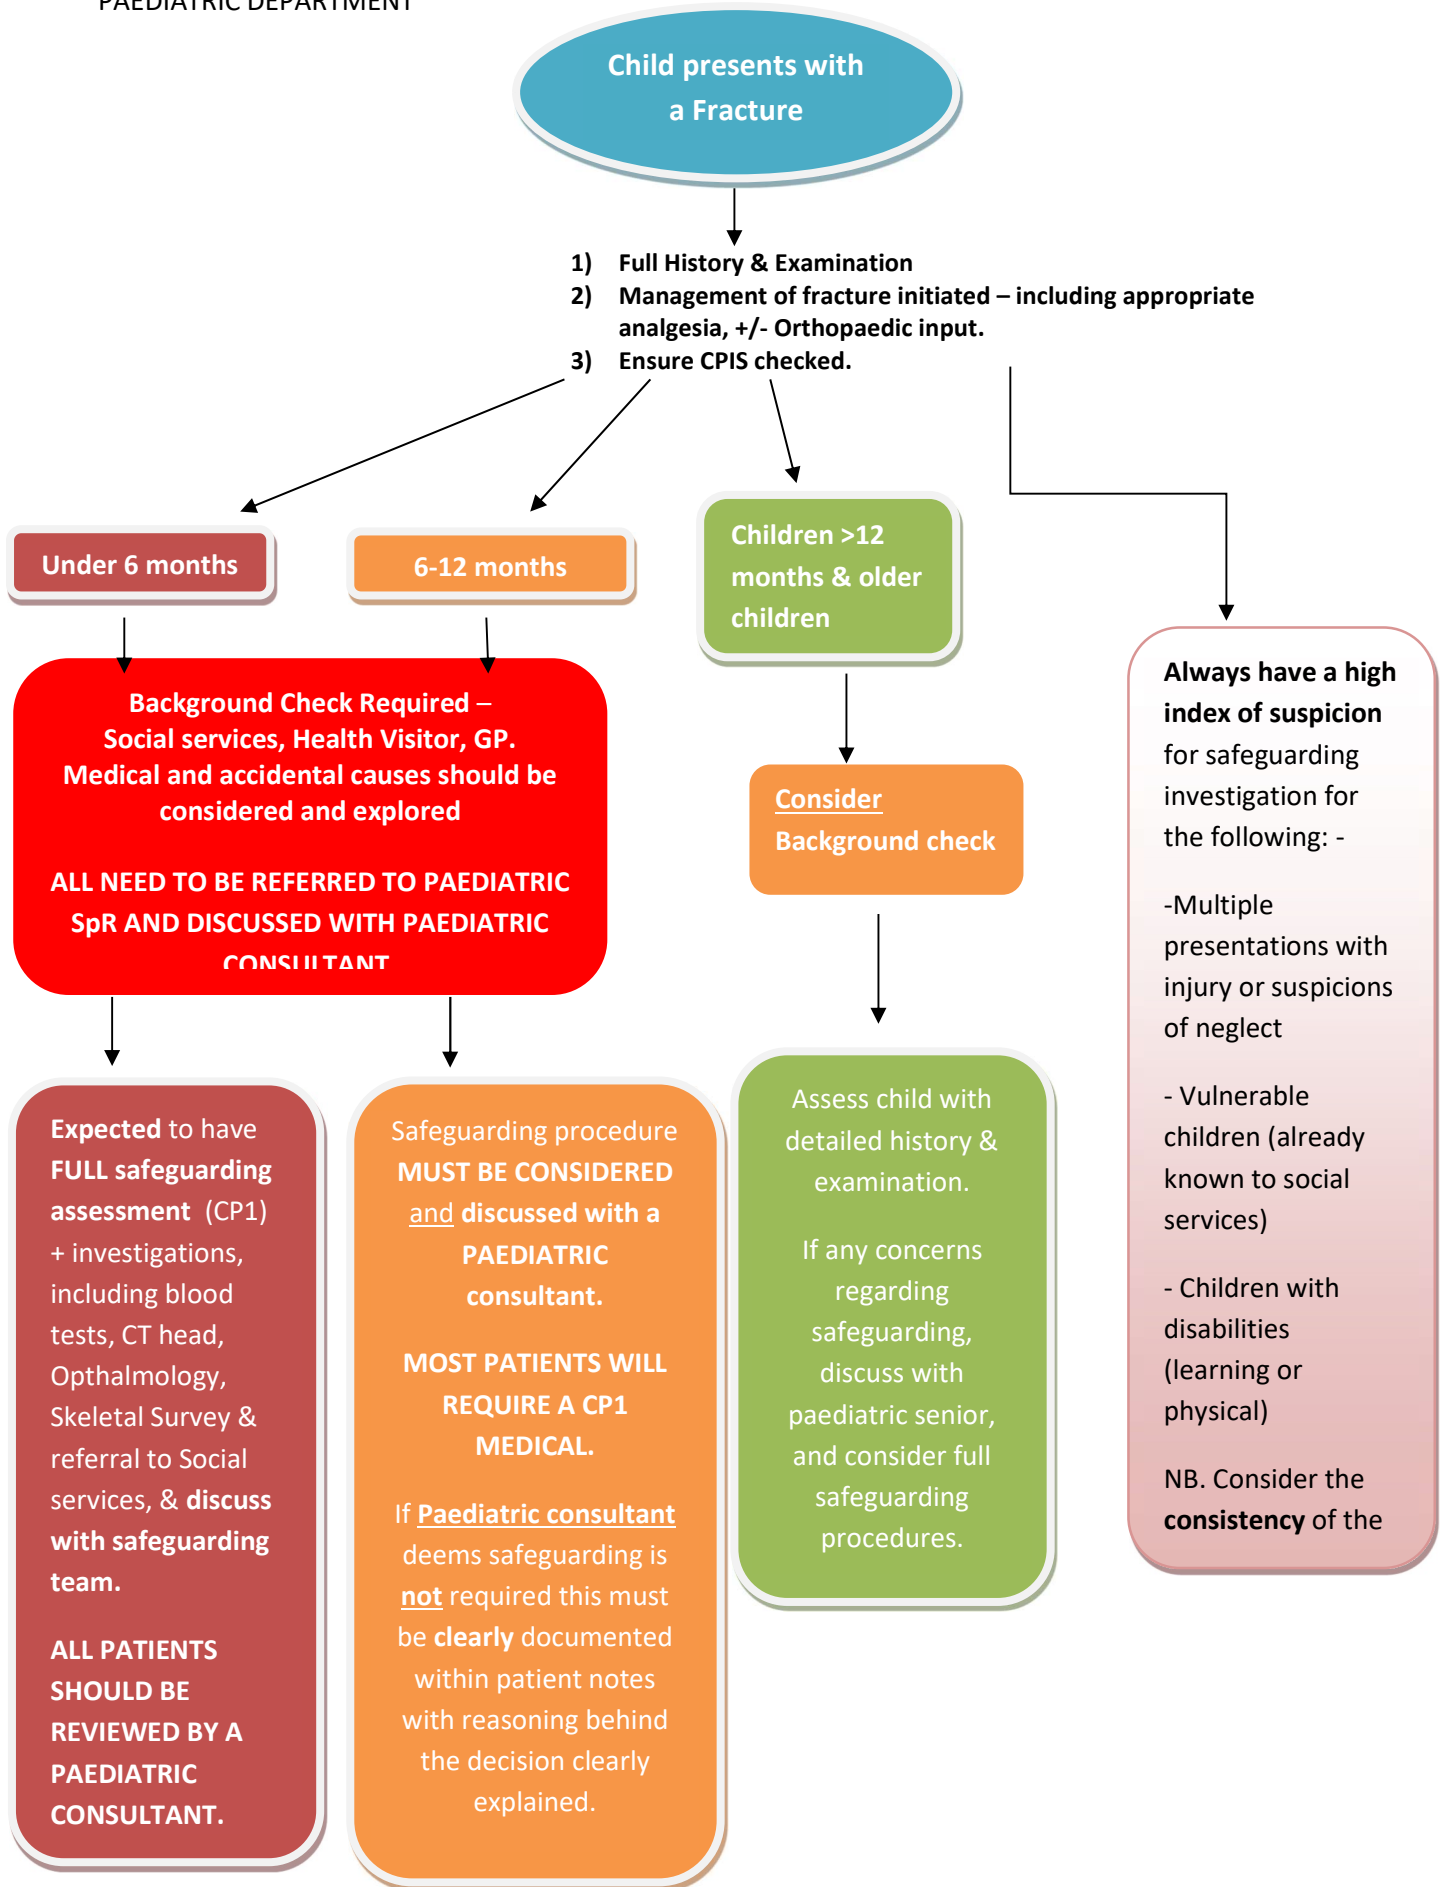 PAEDIATRIC DEPARTMENT
Child presents with
a Fracture
1) Full History & Examination
2) Management of fracture initiated – including appropriate
analgesia, +/- Orthopaedic input.
3) Ensure CPIS checked.
Under 6 months
6-12 months
Children >12
months & older
children
Background Check Required –
Social services, Health Visitor, GP.
Medical and accidental causes should be
considered and explored
ALL NEED TO BE REFERRED TO PAEDIATRIC
SpR AND DISCUSSED WITH PAEDIATRIC
CONSULTANT
Consider
Background check
Expected to have
FULL safeguarding
assessment (CP1)
+ investigations,
including blood
tests, CT head,
Opthalmology,
Skeletal Survey &
referral to Social
services, & discuss
with safeguarding
team.
ALL PATIENTS
SHOULD BE
REVIEWED BY A
PAEDIATRIC
CONSULTANT.
Safeguarding procedure
MUST BE CONSIDERED
and discussed with a
PAEDIATRIC
consultant.
MOST PATIENTS WILL
REQUIRE A CP1
MEDICAL.
If Paediatric consultant
deems safeguarding is
not required this must
be clearly documented
within patient notes
with reasoning behind
the decision clearly
explained.
Assess child with
detailed history &
examination.
If any concerns
regarding
safeguarding,
discuss with
paediatric senior,
and consider full
safeguarding
procedures.
Always have a high
index of suspicion
for safeguarding
investigation for
the following: -
-Multiple
presentations with
injury or suspicions
of neglect
- Vulnerable
children (already
known to social
services)
- Children with
disabilities
(learning or
physical)
NB. Consider the
consistency of the